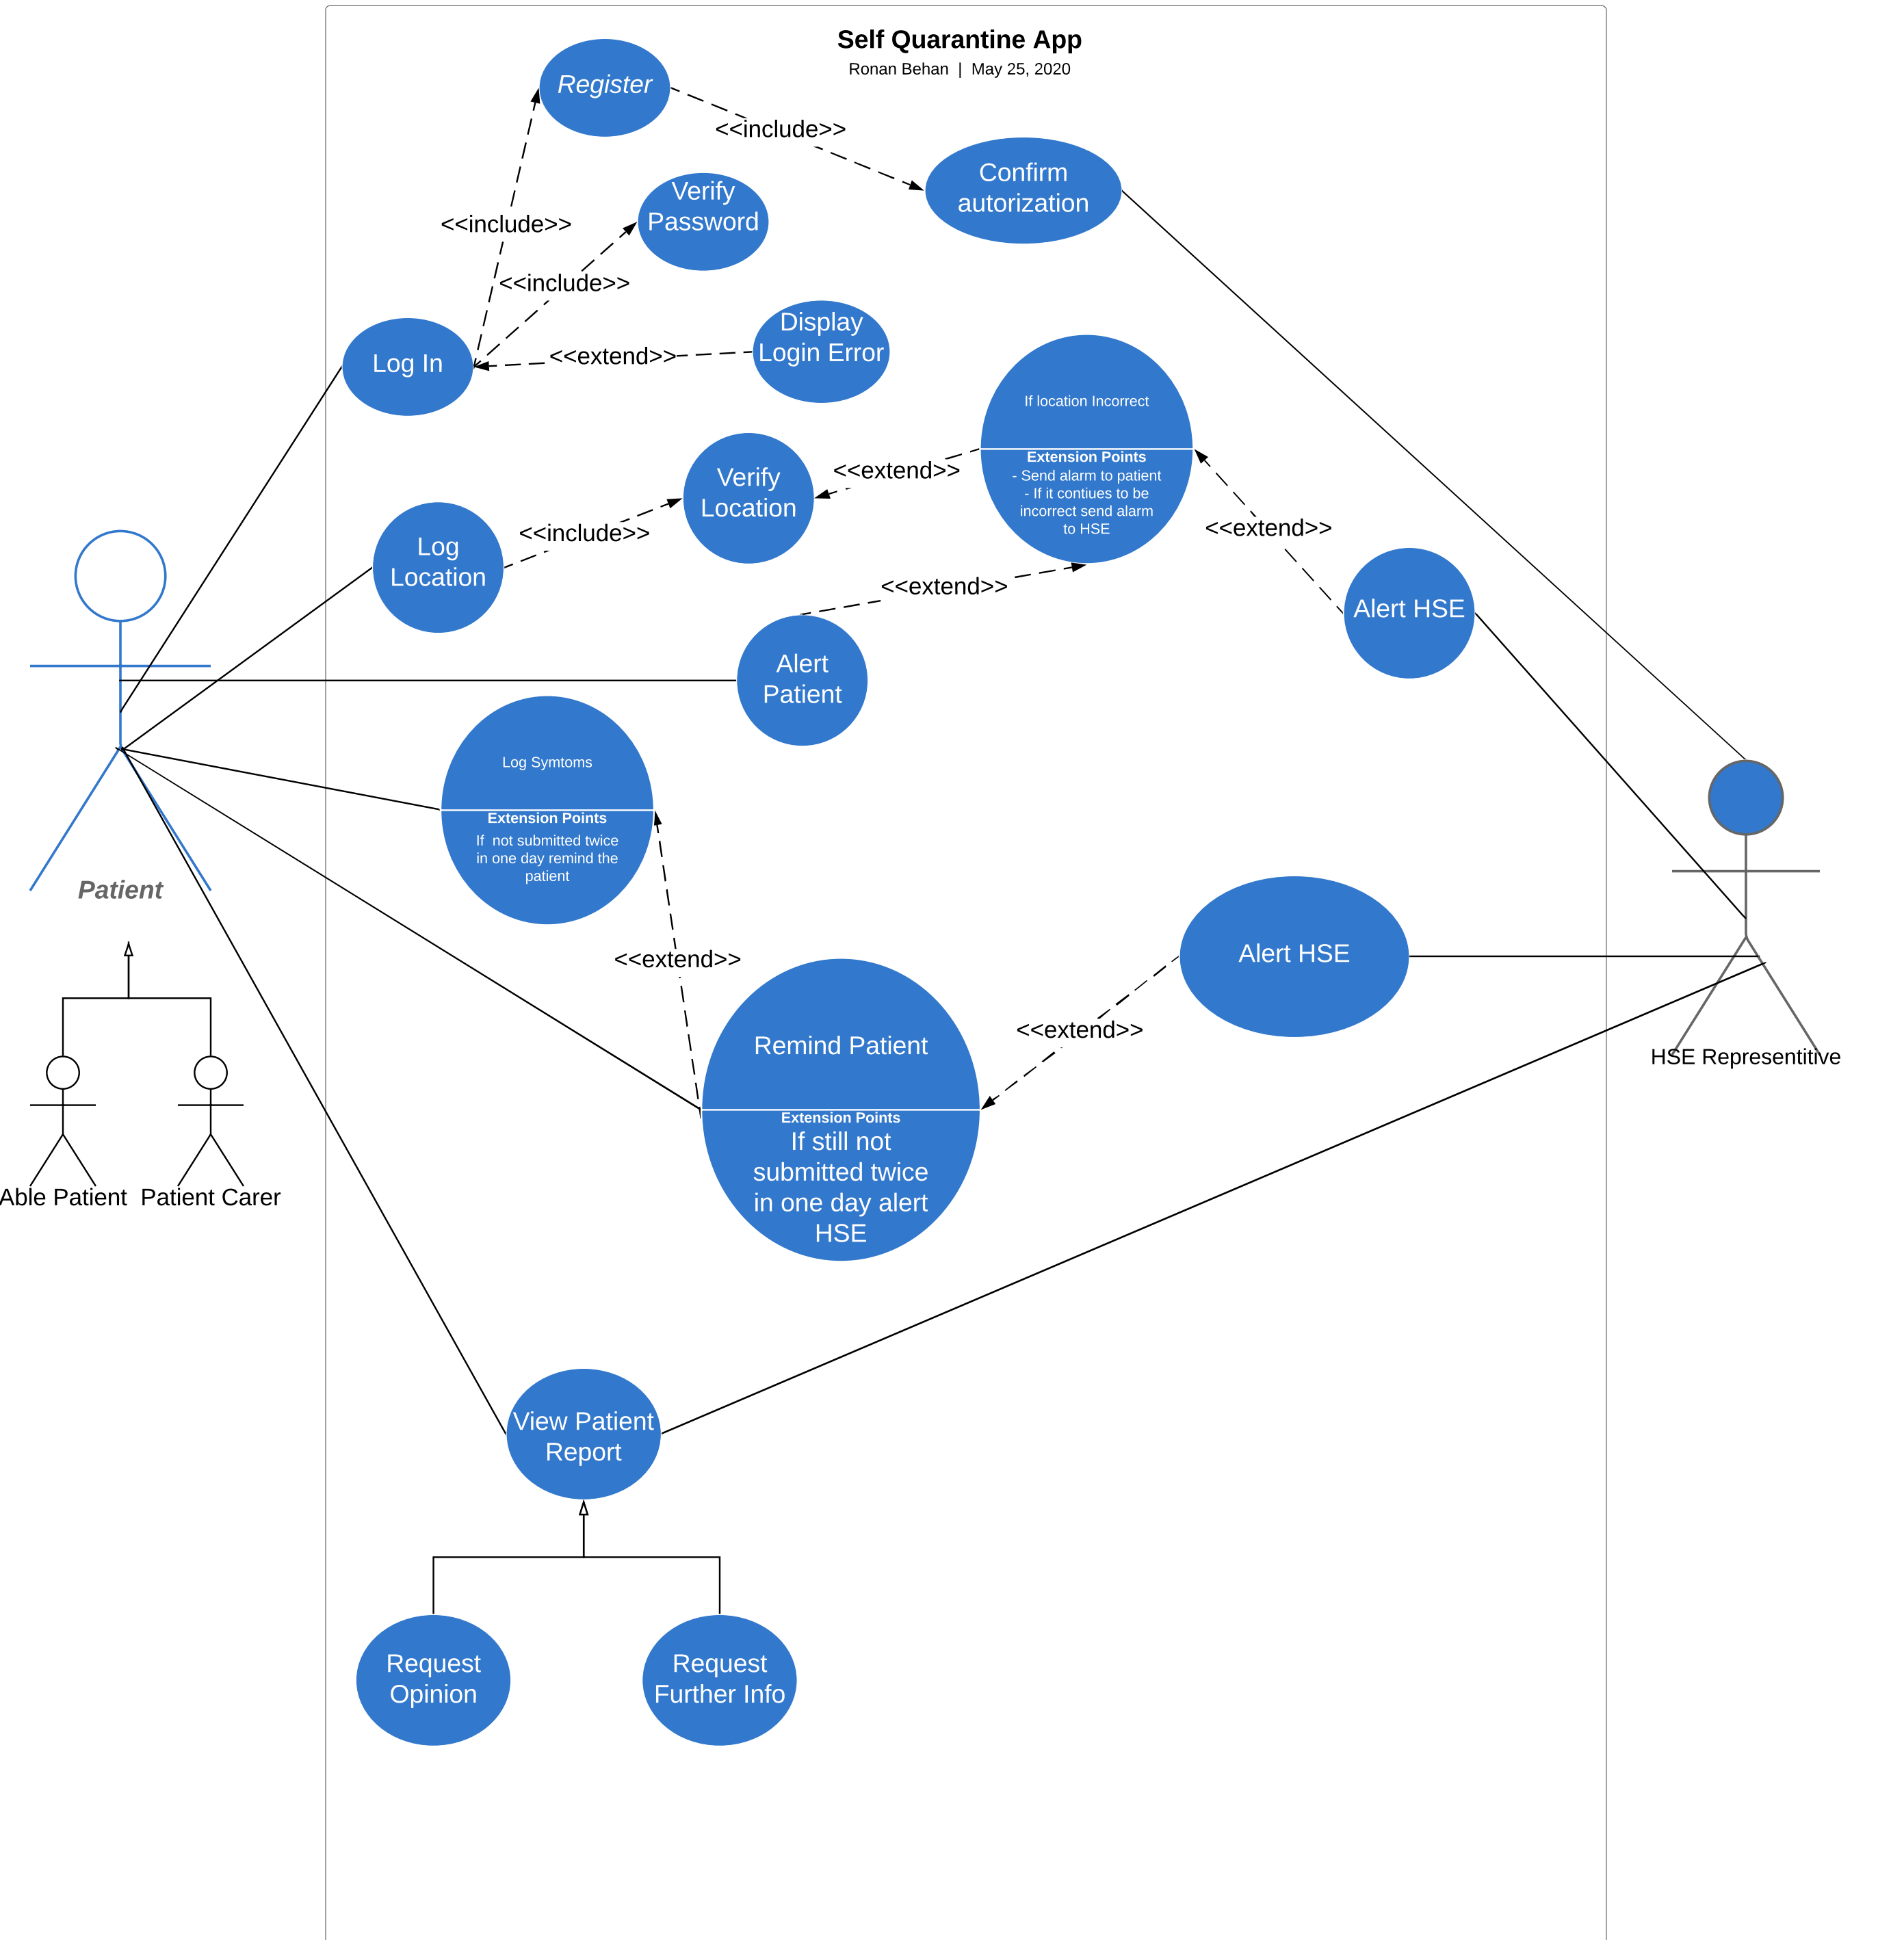 Self Quarantine App
Ronan Behan | May 25, 2020
Register
<<include>>
Confirm
autorization
Verify
Password
<<include>>
<<include>>
Display
Login Error
Log In
<<extend>>
If location Incorrect
Extension Points
- Send alarm to patient
- If it contiues to be
incorrect send alarm
to HSE
Verify
Location
<<extend>>
<<include>>
<<extend>>
Log
Location
<<extend>>
Alert HSE
Alert
Patient
Log Symtoms
Extension Points
If  not submitted twice
in one day remind the
patient
Patient
<<extend>>
Alert HSE
<<extend>>
Remind Patient
Extension Points
If still not
submitted twice
in one day alert
HSE
HSE Representitive
Able Patient
Patient Carer
View Patient
Report
Request
Opinion
Request
Further Info